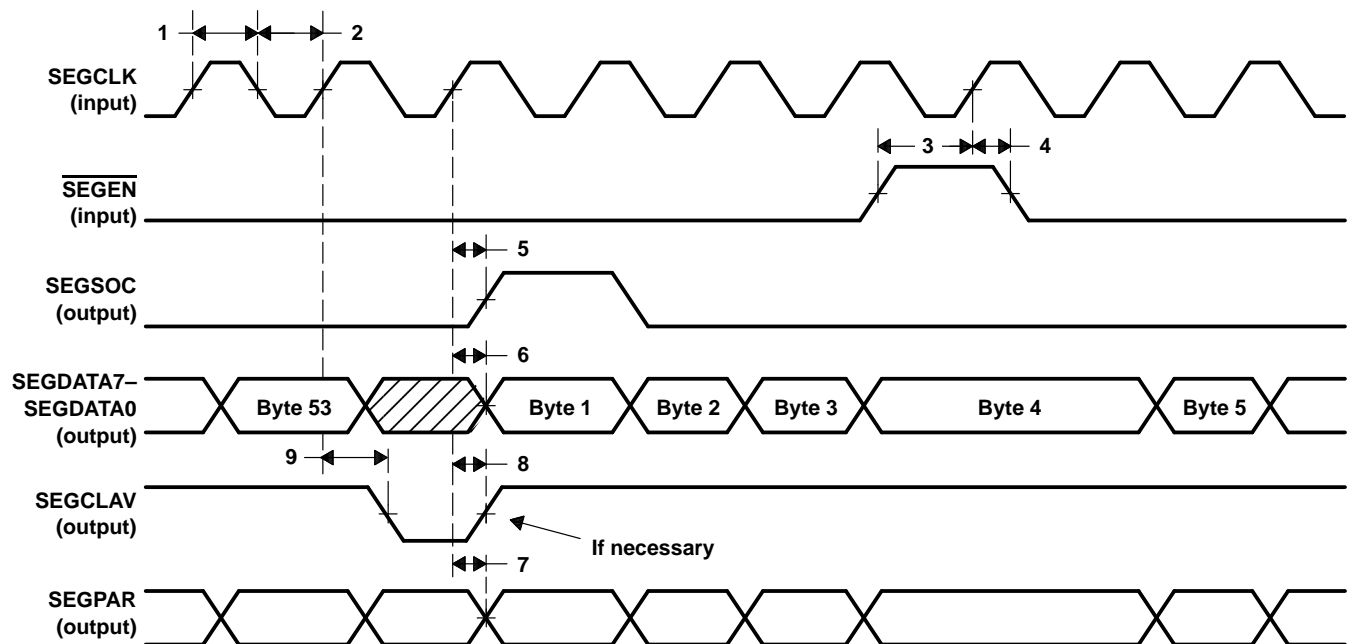 1
2
SEGCLK
(input)
3
4
SEGEN
(input)
5
SEGSOC
(output)
6
SEGDATA7–
SEGDATA0
(output)
Byte 53
Byte 1
Byte 2
Byte 3
Byte 4
Byte 5
9
8
SEGCLAV
(output)
If necessary
7
SEGPAR
(output)